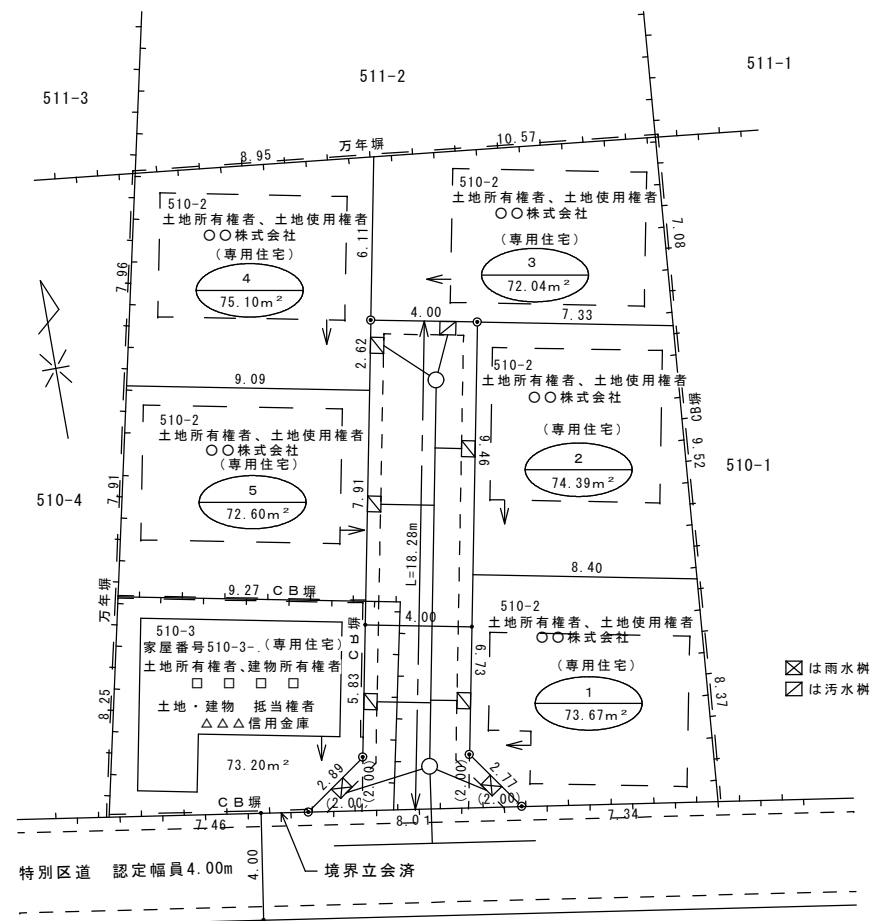 511-3
511-2
511-1
万年塀
8.95
10.57
510-2
土地所有権者、土地使用権者
〇〇株式会社
(専用住宅)
4
75.10m²
7.96
6.11
510-2
土地所有権者、土地使用権者
〇〇株式会社
(専用住宅)
3
72.04m²
7.08
4.00
7.33
2.62
9.09
510-2
土地所有権者、土地使用権者
〇〇株式会社
(専用住宅)
5
72.60m²
510-4
7.91
7.91
L=18.28m
510-2
土地所有権者、土地使用権者
〇〇株式会社
(専用住宅)
2
74.39m²
9.46
CB塀
9.52
510-1
8.40
万年塀
9.27 CB塀
4.00
CB塀
510-3
家屋番号510-3-.(専用住宅)
土地所有権者、建物所有権者
□ □ □ □
土地・建物 抵当権者
△△△信用金庫
73.20m²
8.25
5.83
510-2
土地所有権者、土地使用権者
〇〇株式会社
(専用住宅)
1
73.67m²
6.73
8.37
は雨水桝
は汚水桝
2.89
(2.00)
(2.00)
(2.00)
2.77
(2.00)
CB塀
7.46
8.01
7.34
特別区道 認定幅員4.00m
4.00
境界立会済